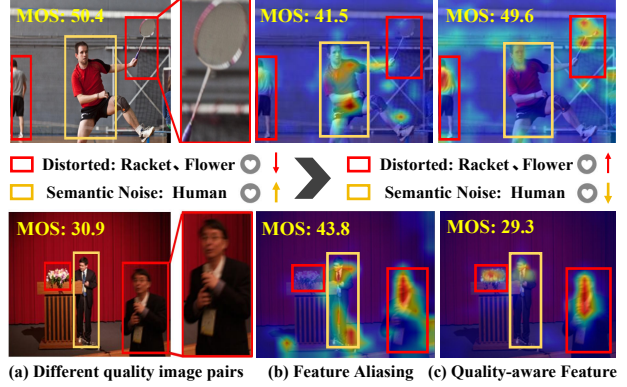 MOS: 50.4
MOS: 41.5
MOS: 49.6
Distorted: Racket、Flower
Distorted: Racket、Flower
Semantic Noise: Human
Semantic Noise: Human
MOS: 30.9
MOS: 43.8
MOS: 29.3
(a) Different quality image pairs
(b) Feature Aliasing
(c) Quality-aware Feature